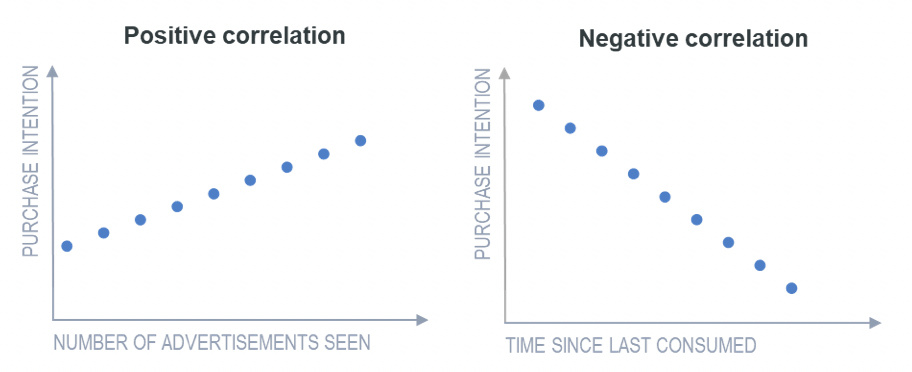 Positive correlation
PURCHASE INTENTION
NUMBER OF ADVERTISEMENTS SEEN
Negative correlation
PURCHASE INTENTION
TIME SINCE LAST CONSUMED